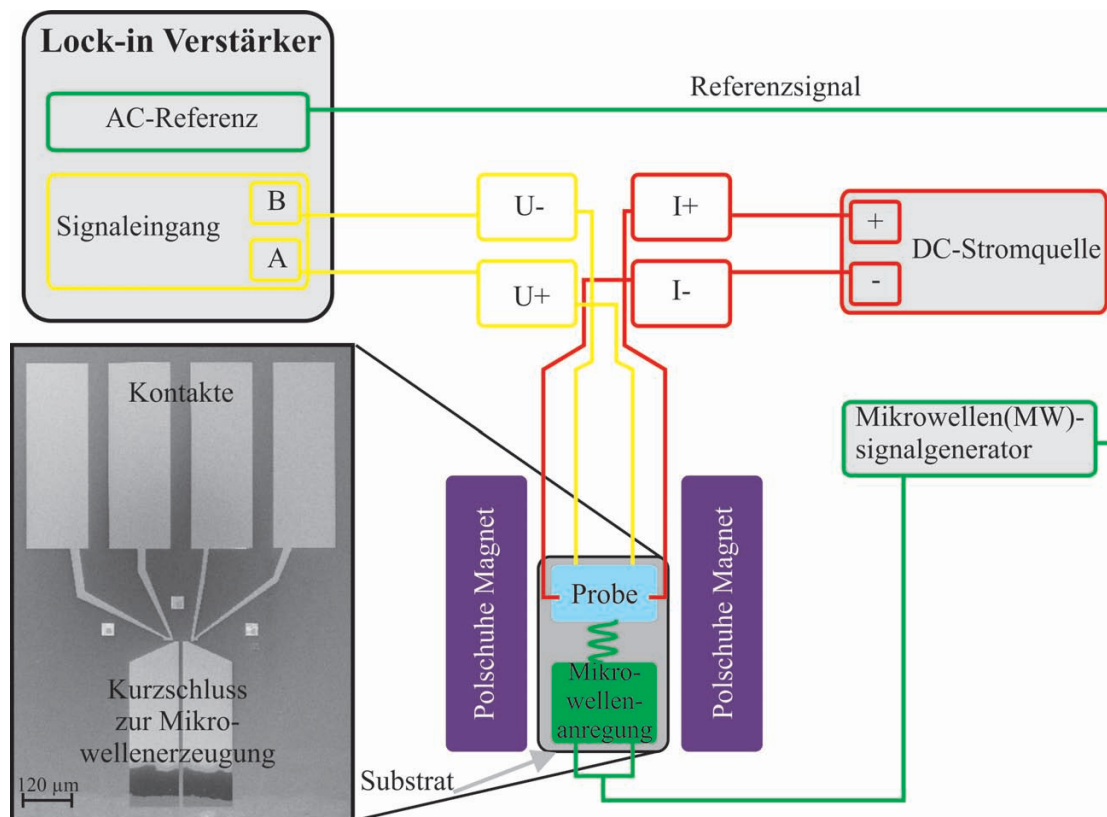 Lock-in Verstärker
AC-Referenz
Referenzsignal
Signaleingang
B
A
U-
U+
I+
I-
+
-
DC-Stromquelle
Kontakte
Kurzschluss
zur Mikro-
wellenerzeugung
120 µm
Mikrowellen(MW)-
signalgenerator
Polschuhe Magnet
Probe
Mikro-
wellen-
anregung
Polschuhe Magnet
Substrat